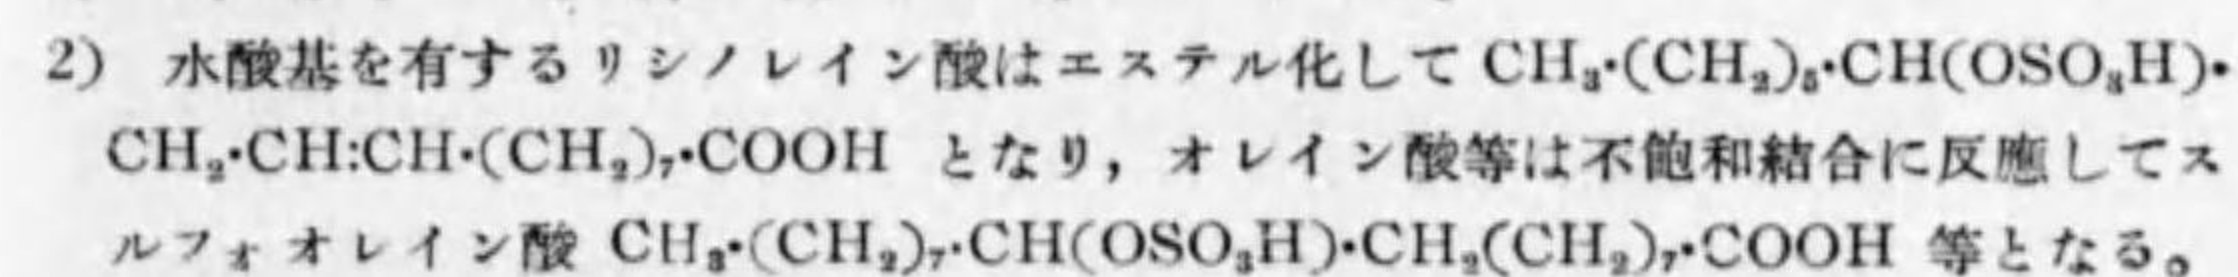 2) 水酸基を有するリシノレイン酸はエステル化して CH₃·(CH₂)₅·CH(OSO₃H)·
CH₂·CH:CH·(CH₂)₇·COOH となり，オレイン酸等は不飽和結合に反應してス
ルフォオレイン酸 CH₃·(CH₂)₇·CH(OSO₃H)·CH₂(CH₂)₇·COOH 等となる。